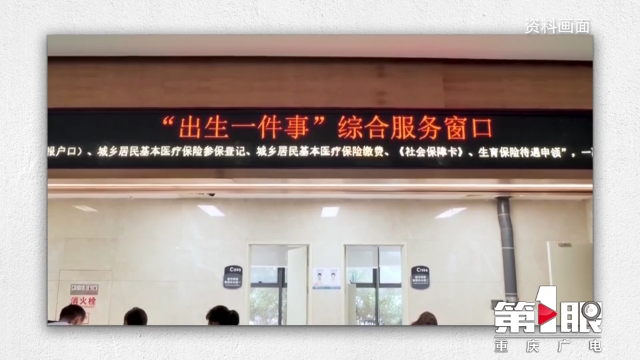 资料画面
“出生一件事”综合服务窗口
报户口）、城乡居民基本医疗保险参保登记、城乡居民基本医疗保险缴费、《社会保障卡》、生育保险待遇申领”，一
消火栓
第1眼
重庆广电